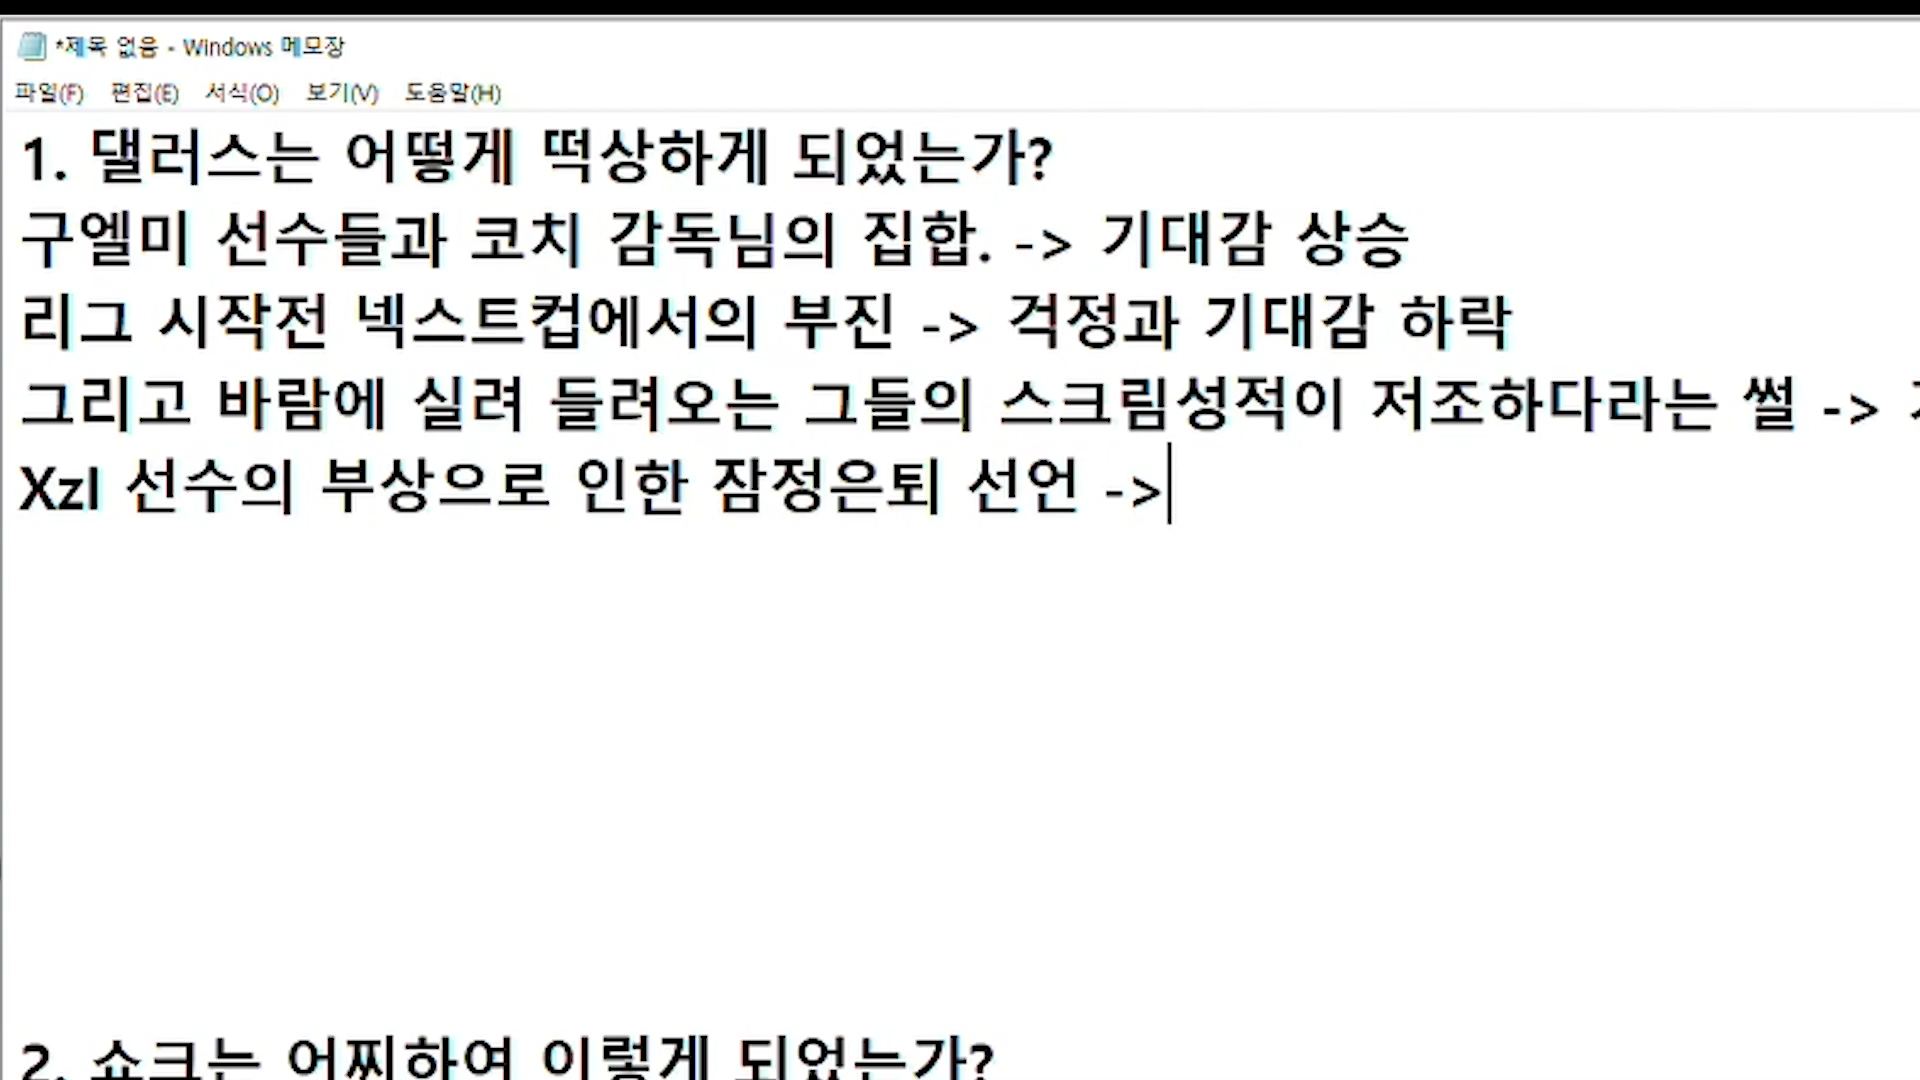 *제목 없음 - Windows 메모장
파일(F) 편집(E) 서식(O) 보기(V) 도움말(H)
1. 댈러스는 어떻게 떡상하게 되었는가?
구엘미 선수들과 코치 감독님의 집합. -> 기대감 상승
리그 시작전 넥스트컵에서의 부진 -> 걱정과 기대감 하락
그리고 바람에 실려 들려오는 그들의 스크림성적이 저조하다라는 썰 ->
Xzl 선수의 부상으로 인한 잠정은퇴 선언 ->
2. 쇼크는 어찌하여 이렇게 되었는가?